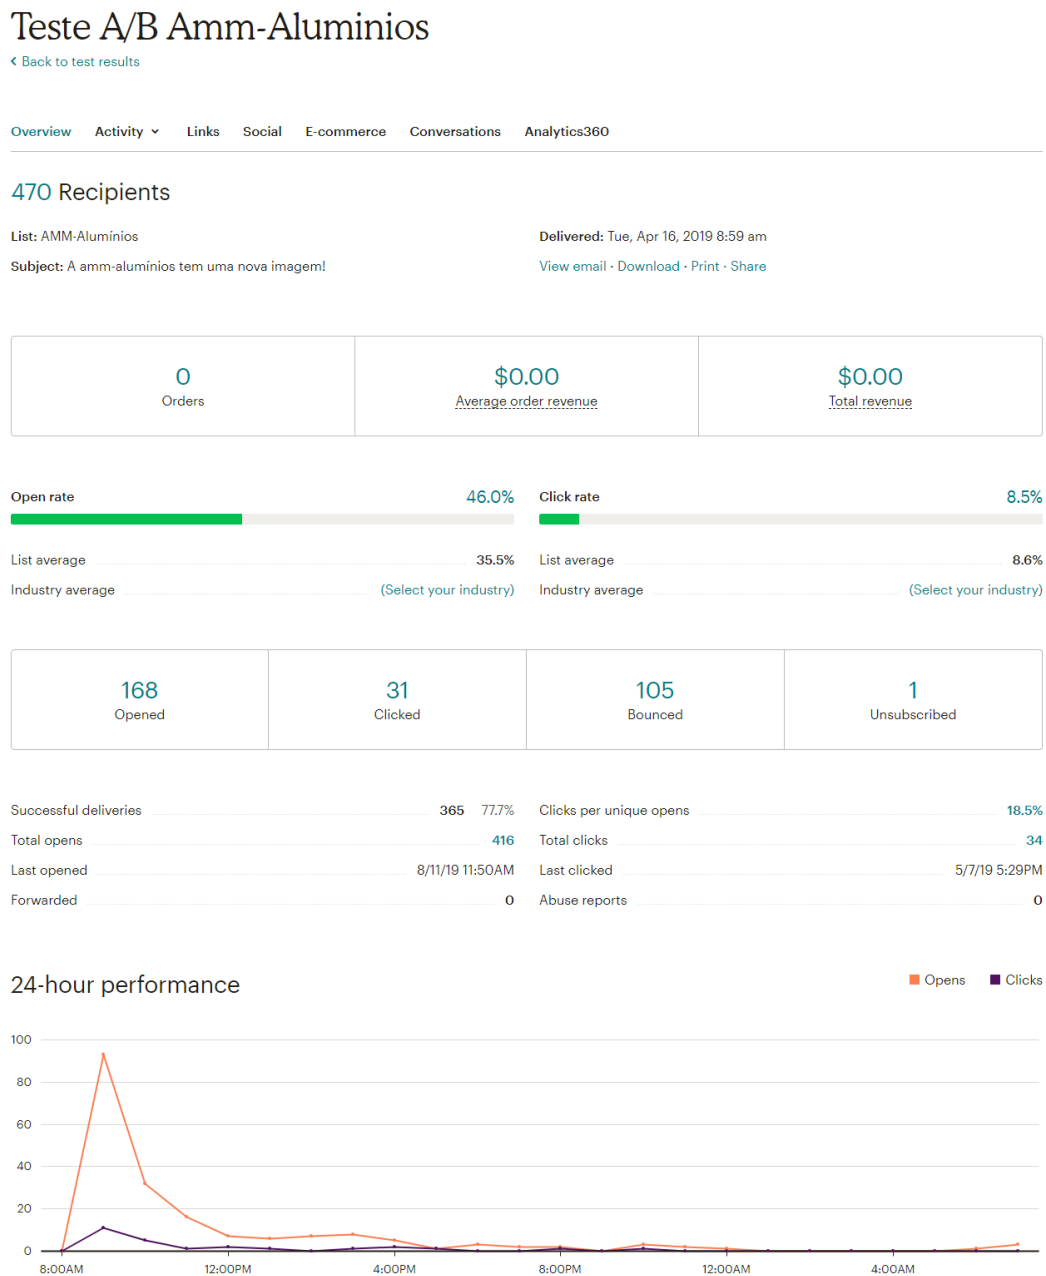 Teste A/B Amm-Aluminios
Back to test results
Overview Activity Links Social E-commerce Conversations Analytics360
470 Recipients
List: AMM-Alumínios
Delivered: Tue, Apr 16, 2019 8:59 am
Subject: A amm-alumínios tem uma nova imagem!
View email · Download · Print · Share
0 $0.00 $0.00
Orders Average order revenue Total revenue
Open rate 46.0% Click rate 8.5%
List average 35.5% List average 8.6%
Industry average (Select your industry) Industry average (Select your industry)
168 31 105 1
Opened Clicked Bounced Unsubscribed
Successful deliveries 365 77.7% Clicks per unique opens 18.5%
Total opens 416 Total clicks 34
Last opened 8/11/19 11:50AM Last clicked 5/7/19 5:29PM
Forwarded 0 Abuse reports 0
24-hour performance Opens Clicks
100
80
60
40
20
0
8:00AM 12:00PM 4:00PM 8:00PM 12:00AM 4:00AM